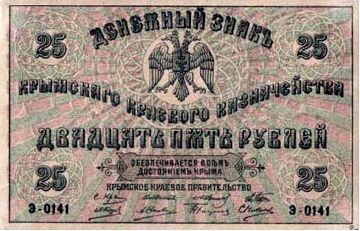 ДЕНЕЖНЫЙ ЗНАКЪ
25 25
КРЫМСКАГО КРАЕВОГО КАЗНАЧЕЙСТВА
ДВАДЦАТЬ ПЯТЬ РУБЛЕЙ
ОБЕЗПЕЧИВАЕТСЯ ВСѢМЪ
ДОСТОЯНІЕМЪ КРЫМА
КРЫМСКОЕ КРАЕВОЕ ПРАВИТЕЛЬСТВО
25 25
Э-0141 Э-0141